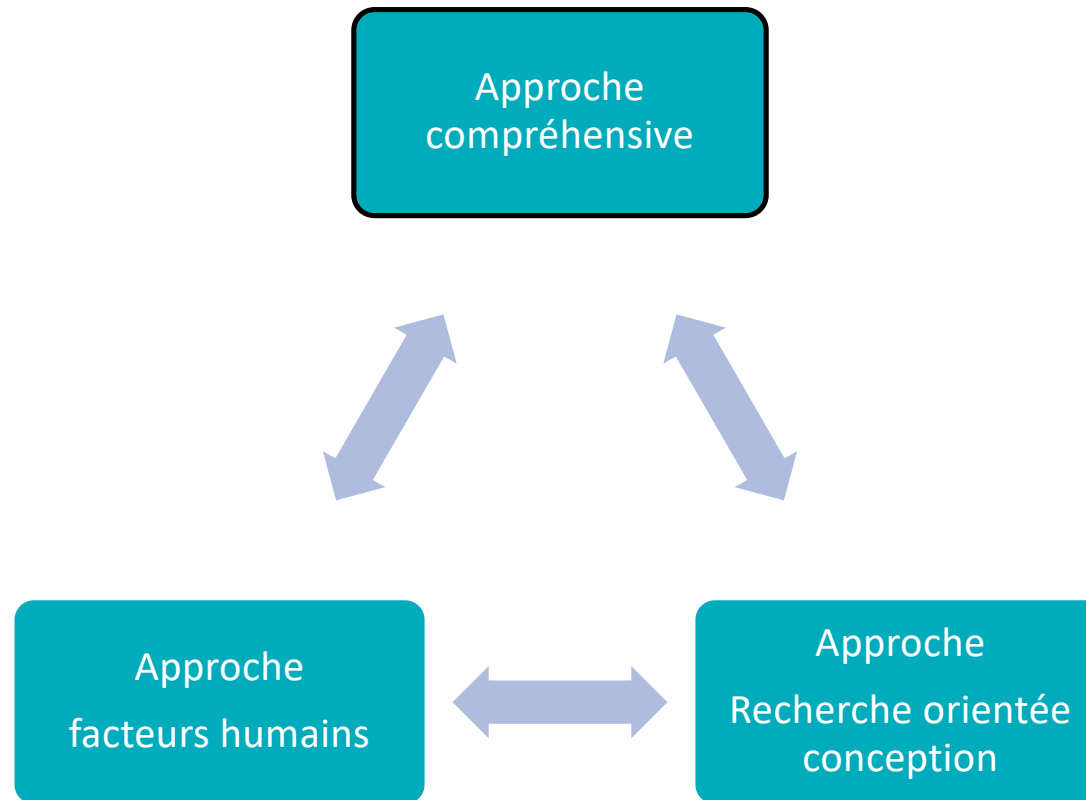 Approche
compréhensive
Approche
facteurs humains
Approche
Recherche orientée
conception